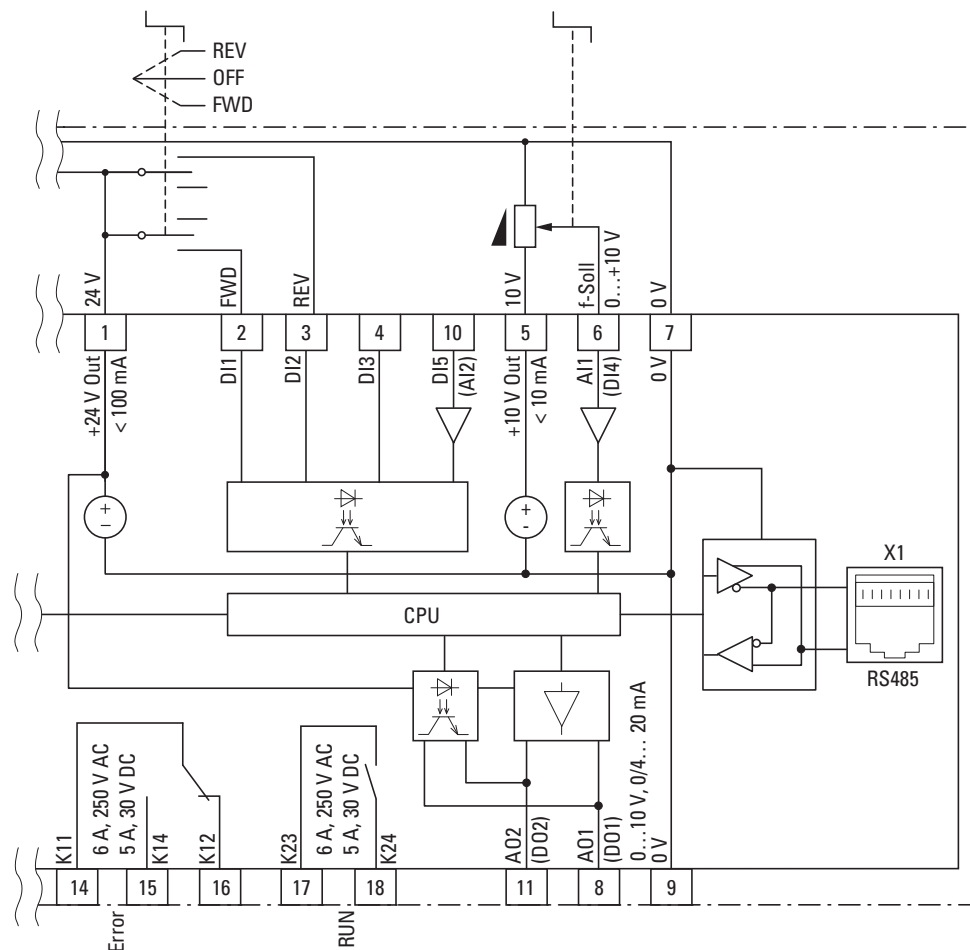 REV
OFF
FWD
24 V
FWD
REV
10 V
f-Soll
0…+10 V
0 V
1
2
3
4
10
5
6
7
+24 V Out
< 100 mA
DI1
DI2
DI3
DI5
(AI2)
+10 V Out
< 10 mA
AI1
(DI4)
0 V
+
−
+
-
CPU
X1
RS485
K11
6 A, 250 V AC
5 A, 30 V DC
K14
K12
K23
6 A, 250 V AC
5 A, 30 V DC
K24
AO2
(DO2)
AO1
(DO1)
0…10 V, 0/4… 20 mA
0 V
14
15
16
17
18
11
8
9
Error
RUN